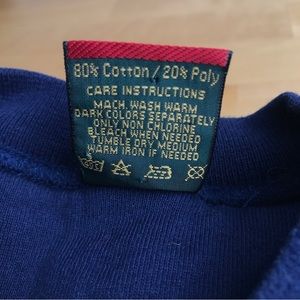 80% Cotton / 20% Poly
CARE INSTRUCTIONS
MACH. WASH WARM
DARK COLORS SEPARATELY
ONLY NON CHLORINE
BLEACH WHEN NEEDED
TUMBLE DRY MEDIUM
WARM IRON IF NEEDED